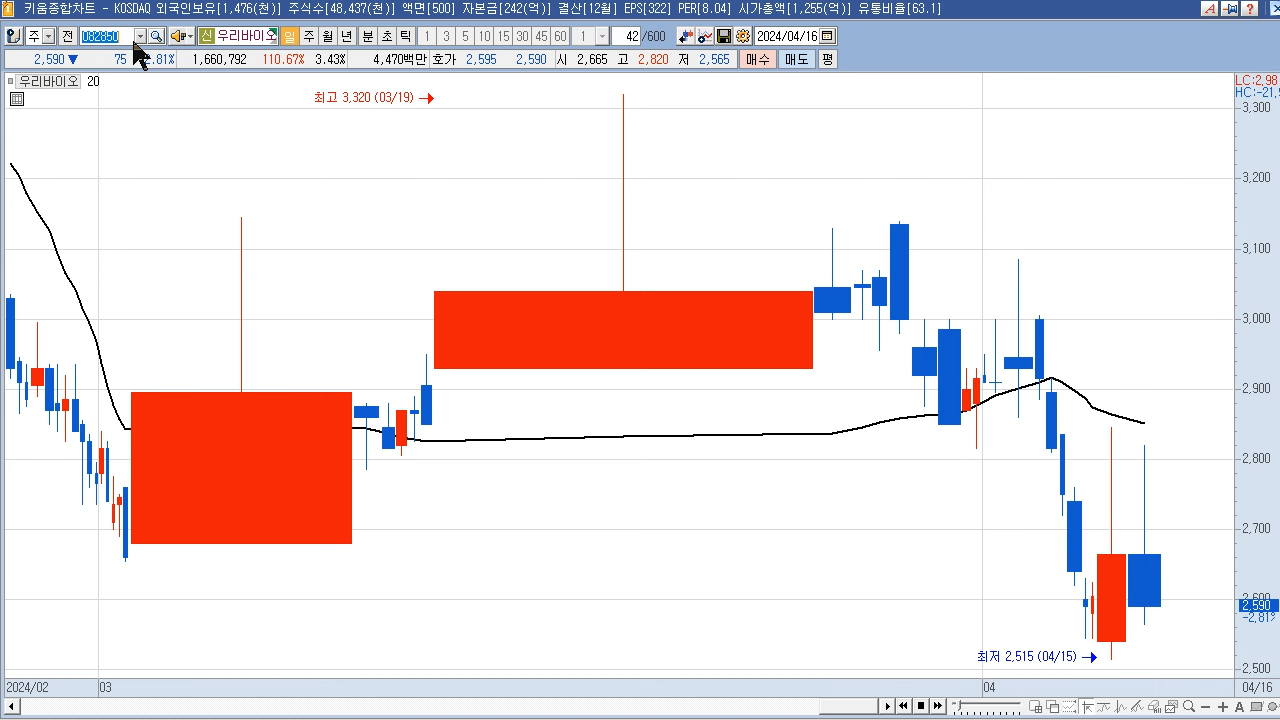 키움종합차트 - KOSDAQ 외국인보유[1,476(천)] 주식수[48,437(천)] 액면[500] 자본금[242(억)] 결산[12월] EPS[322] PER[8.04] 시가총액[1,255(억)] 유통비율[63.1]
주 전 082850 신 우리바이오 일 주 월 년 분 초 틱 1 3 5 10 15 30 45 60 1 42 /600 2024/04/16
2,590 ▼ 75 2.81% 1,660,792 110.67% 3.43% 4,470백만 호가 2,595 2,590 시 2,665 고 2,820 저 2,565 매수 매도 평
우리바이오 20
LC:2,98
HC:-21,
최고 3,320 (03/19) →
3,300
3,200
3,100
3,000
2,900
2,800
2,700
2,600
2,590
-2,81%
최저 2,515 (04/15) →
2,500
2024/02 03 04 04/16